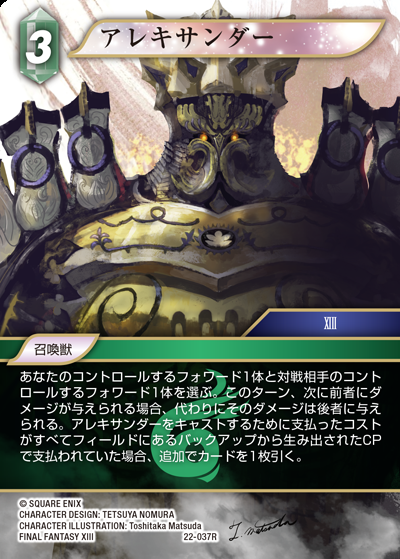 3
アレキサンダー
XIII
召喚獣
あなたのコントロールするフォワード1体と対戦相手のコント
ロールするフォワード1体を選ぶ。このターン、次に前者にダ
メージが与えられる場合、代わりにそのダメージは後者に与え
られる。アレキサンダーをキャストするために支払ったコスト
がすべてフィールドにあるバックアップから生み出されたCP
で支払われていた場合、追加でカードを1枚引く。
© SQUARE ENIX
CHARACTER DESIGN: TETSUYA NOMURA
CHARACTER ILLUSTRATION: Toshitaka Matsuda
FINAL FANTASY XIII
22-037R
T. Matsuda